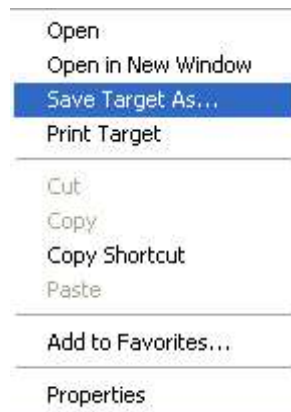 Open
Open in New Window
Save Target As...
Print Target
Cut
Copy
Copy Shortcut
Paste
Add to Favorites...
Properties